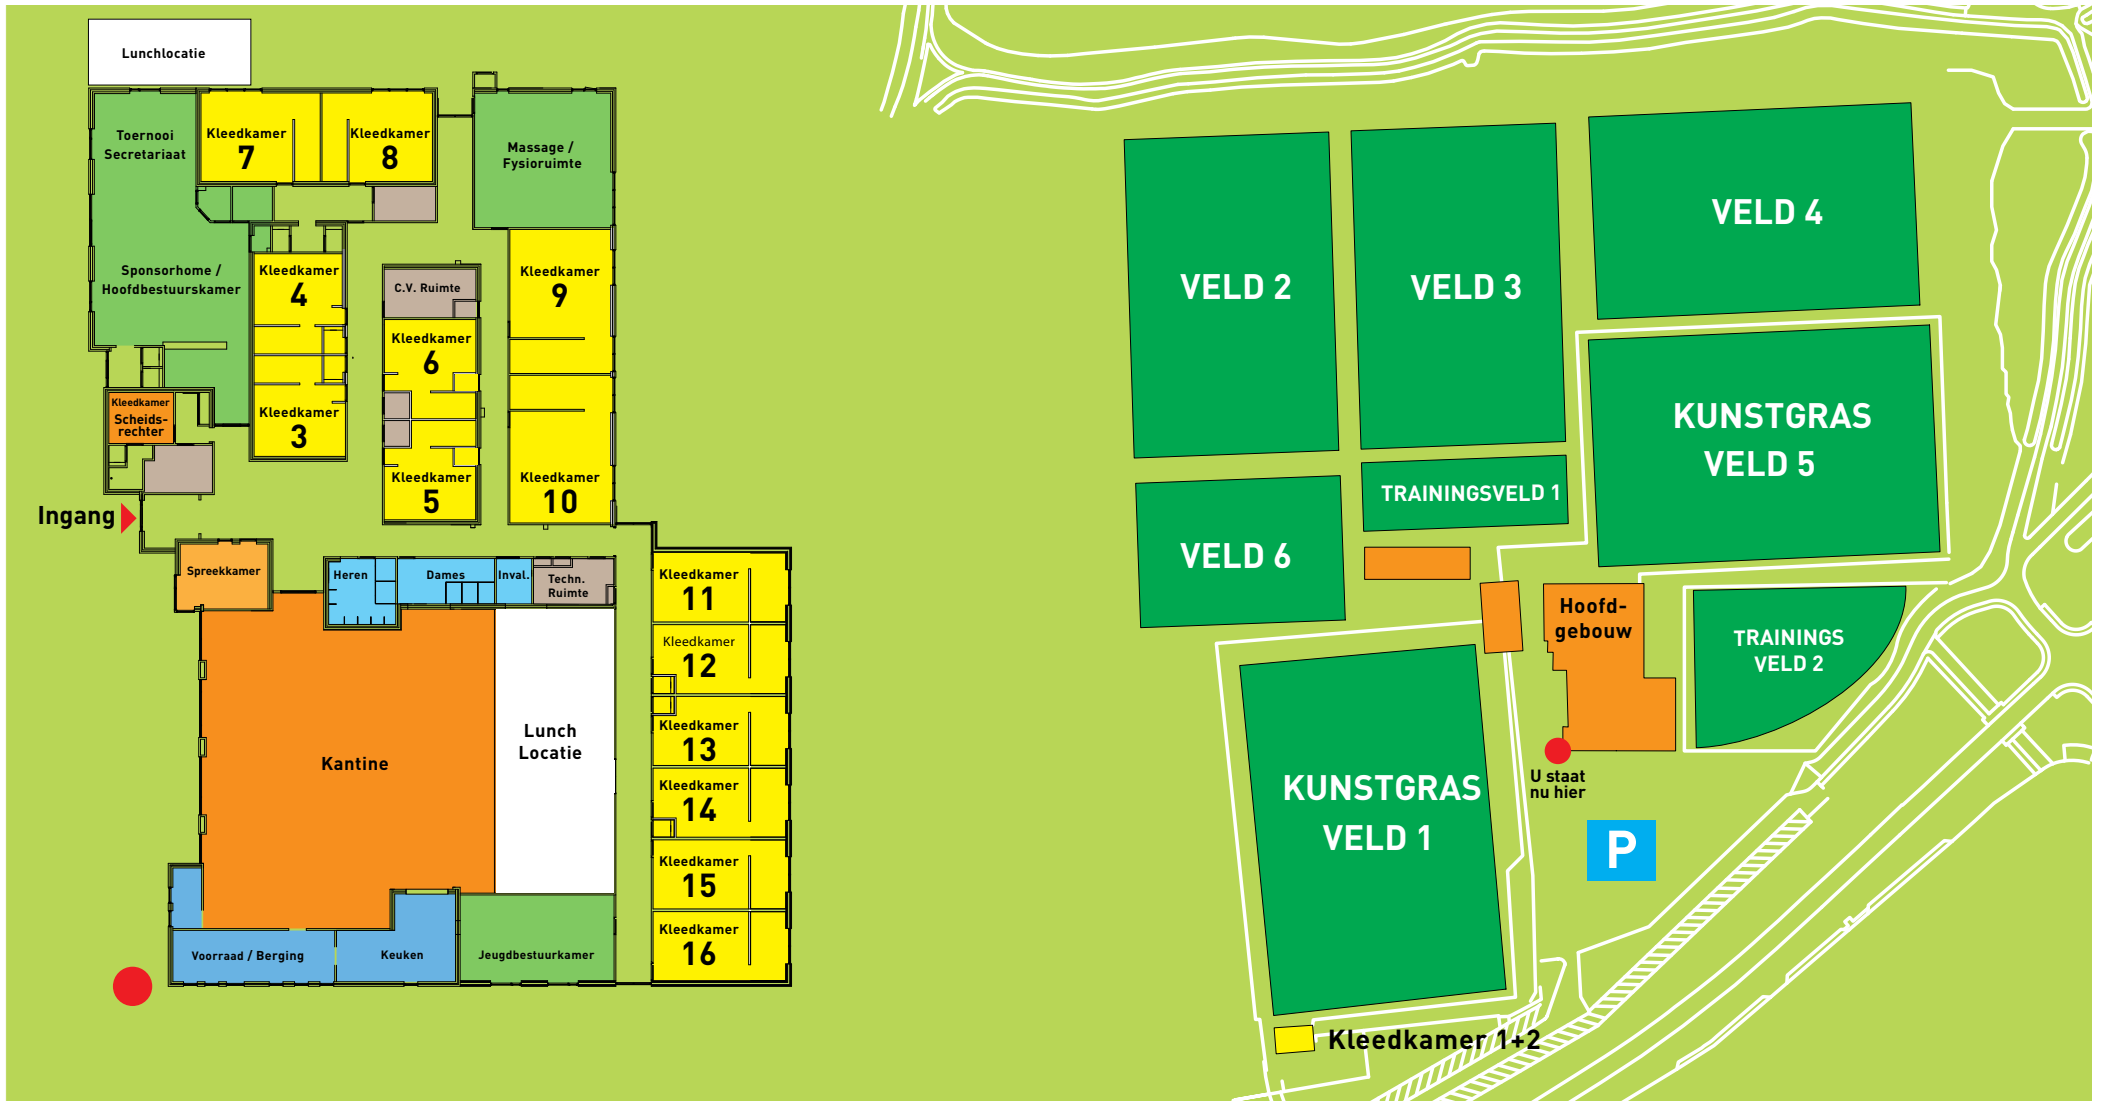 Lunchlocatie
Toernooi
Secretariaat
Kleedkamer
7
Kleedkamer
8
Massage /
Fysioruimte
Sponsorhome /
Hoofdbestuurskamer
Kleedkamer
4
C.V. Ruimte
Kleedkamer
9
Kleedkamer
6
Kleedkamer
Scheids-
rechter
Kleedkamer
3
Kleedkamer
5
Kleedkamer
10
Ingang
Spreekkamer
Heren
Dames
Inval.
Techn.
Ruimte
Kleedkamer
11
Kleedkamer
12
Kleedkamer
13
Kleedkamer
14
Kleedkamer
15
Kleedkamer
16
Kantine
Lunch
Locatie
Voorraad / Berging
Keuken
Jeugdbestuurkamer
VELD 2
VELD 3
VELD 4
KUNSTGRAS
VELD 5
TRAININGSVELD 1
VELD 6
Hoofd-
gebouw
TRAININGS
VELD 2
KUNSTGRAS
VELD 1
U staat
nu hier
P
Kleedkamer 1+2